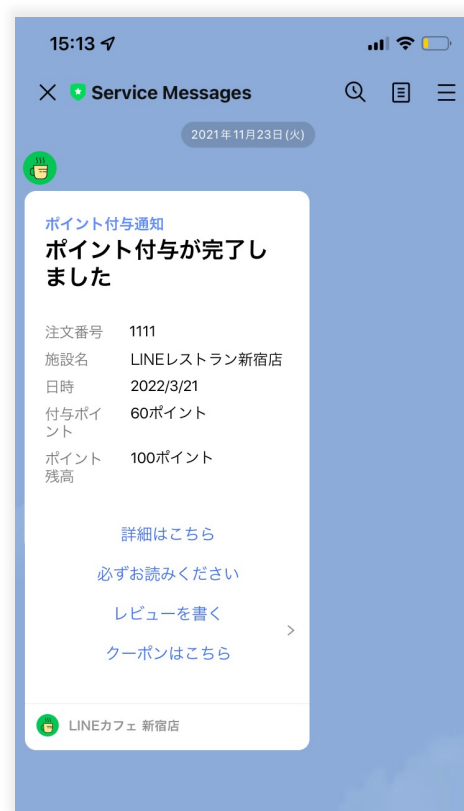 15:13
Service Messages
2021年11月23日(火)
ポイント付与通知
ポイント付与が完了し
ました
注文番号 1111
施設名 LINEレストラン新宿店
日時 2022/3/21
付与ポイ 60ポイント
ント
ポイント 100ポイント
残高
詳細はこちら
必ずお読みください
レビューを書く
クーポンはこちら
LINEカフェ 新宿店